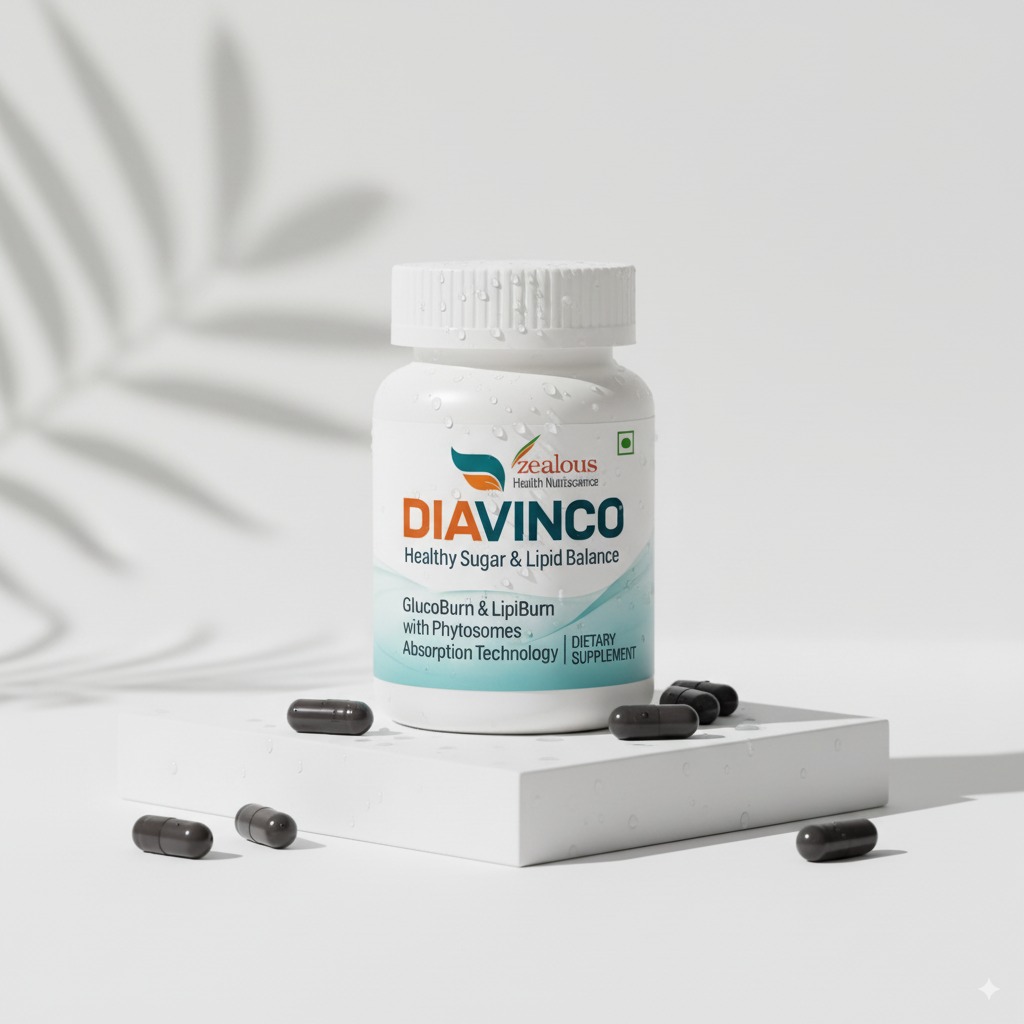 zealous
DIAVINCO
Healthy Sugar & Lipid Balance
GlucoBurn & LipiBurn
with Phytosomes
Absorption Technology
DIETARY
SUPPLEMENT